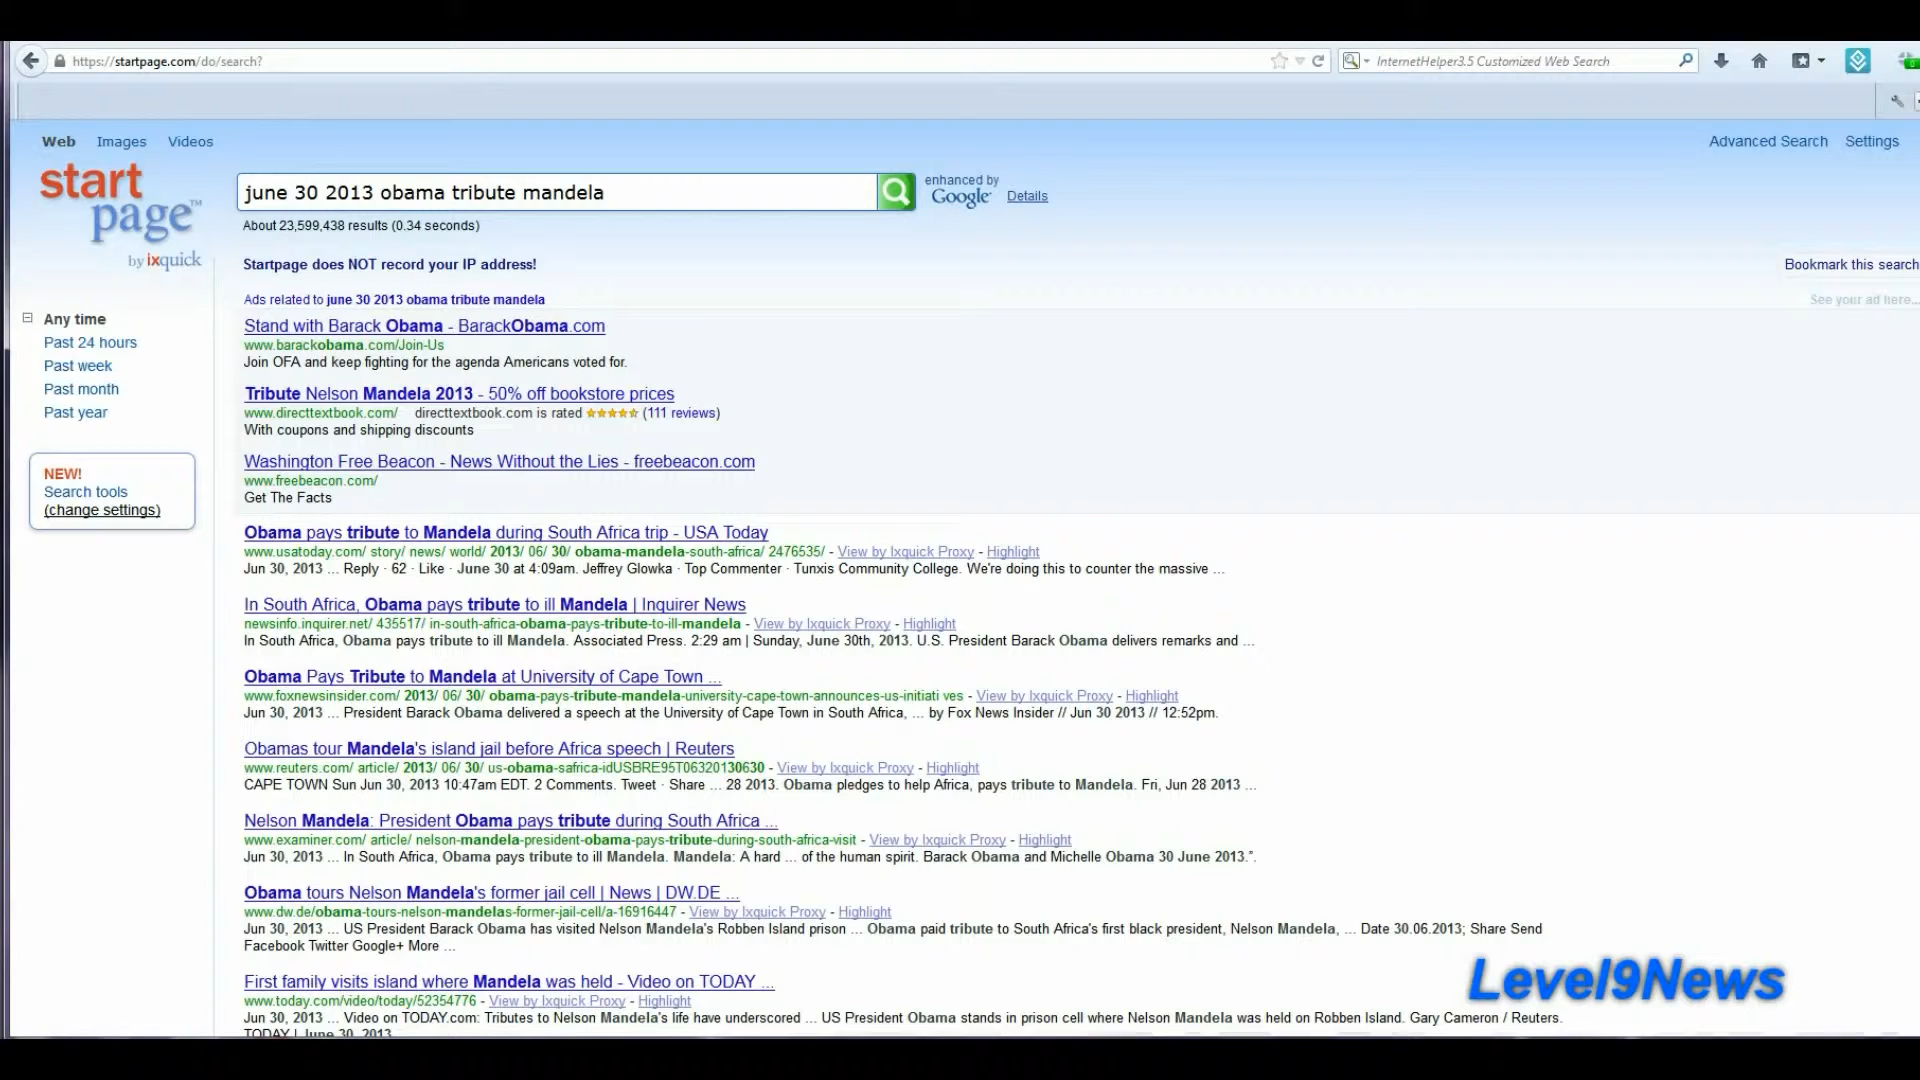 https://startpage.com/do/search?
InternetHelper3.5 Customized Web Search
Web Images Videos
Advanced Search Settings
start
page™
by ixquick
june 30 2013 obama tribute mandela
enhanced by
Google
Details
About 23,599,438 results (0.34 seconds)
Startpage does NOT record your IP address!
Bookmark this search
Ads related to june 30 2013 obama tribute mandela
See your ad here...
Any time
Past 24 hours
Past week
Past month
Past year
NEW!
Search tools
(change settings)
Stand with Barack Obama - BarackObama.com
www.barackobama.com/Join-Us
Join OFA and keep fighting for the agenda Americans voted for.
Tribute Nelson Mandela 2013 - 50% off bookstore prices
www.directtextbook.com/ directtextbook.com is rated ★★★★★ (111 reviews)
With coupons and shipping discounts
Washington Free Beacon - News Without the Lies - freebeacon.com
www.freebeacon.com/
Get The Facts
Obama pays tribute to Mandela during South Africa trip - USA Today
www.usatoday.com/ story/ news/ world/ 2013/ 06/ 30/ obama-mandela-south-africa/ 2476535/ - View by Ixquick Proxy - Highlight
Jun 30, 2013 ... Reply · 62 · Like · June 30 at 4:09am. Jeffrey Glowka · Top Commenter · Tunxis Community College. We're doing this to counter the massive ...
In South Africa, Obama pays tribute to ill Mandela | Inquirer News
newsinfo.inquirer.net/ 435517/ in-south-africa-obama-pays-tribute-to-ill-mandela - View by Ixquick Proxy - Highlight
In South Africa, Obama pays tribute to ill Mandela. Associated Press. 2:29 am | Sunday, June 30th, 2013. U.S. President Barack Obama delivers remarks and ...
Obama Pays Tribute to Mandela at University of Cape Town ...
www.foxnewsinsider.com/ 2013/ 06/ 30/ obama-pays-tribute-mandela-university-cape-town-announces-us-initiati ves - View by Ixquick Proxy - Highlight
Jun 30, 2013 ... President Barack Obama delivered a speech at the University of Cape Town in South Africa, ... by Fox News Insider // Jun 30 2013 // 12:52pm.
Obamas tour Mandela's island jail before Africa speech | Reuters
www.reuters.com/ article/ 2013/ 06/ 30/ us-obama-safrica-idUSBRE95T06320130630 - View by Ixquick Proxy - Highlight
CAPE TOWN Sun Jun 30, 2013 10:47am EDT. 2 Comments. Tweet · Share ... 28 2013. Obama pledges to help Africa, pays tribute to Mandela. Fri, Jun 28 2013 ...
Nelson Mandela: President Obama pays tribute during South Africa ...
www.examiner.com/ article/ nelson-mandela-president-obama-pays-tribute-during-south-africa-visit - View by Ixquick Proxy - Highlight
Jun 30, 2013 ... In South Africa, Obama pays tribute to ill Mandela. Mandela: A hard ... of the human spirit. Barack Obama and Michelle Obama 30 June 2013.".
Obama tours Nelson Mandela's former jail cell | News | DW.DE ...
www.dw.de/obama-tours-nelson-mandelas-former-jail-cell/a-16916447 - View by Ixquick Proxy - Highlight
Jun 30, 2013 ... US President Barack Obama has visited Nelson Mandela's Robben Island prison ... Obama paid tribute to South Africa's first black president, Nelson Mandela, ... Date 30.06.2013; Share Send
Facebook Twitter Google+ More ...
First family visits island where Mandela was held - Video on TODAY ...
www.today.com/video/today/52354776 - View by Ixquick Proxy - Highlight
Jun 30, 2013 ... Video on TODAY.com: Tributes to Nelson Mandela's life have underscored ... US President Obama stands in prison cell where Nelson Mandela was held on Robben Island. Gary Cameron / Reuters.
TODAY | June 30, 2013
Level9News